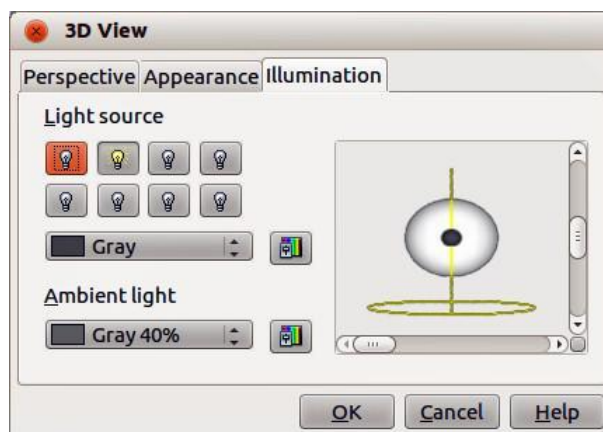 3D View
Perspective Appearance Illumination
Light source
Gray
Ambient light
Gray 40%
OK Cancel Help